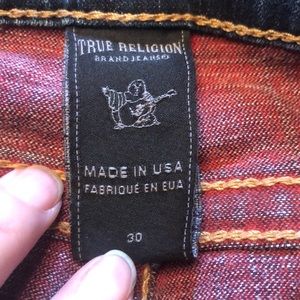 TRUE RELIGION
BRAND JEANS
MADE IN USA
FABRIQUÉ EN EUA
30